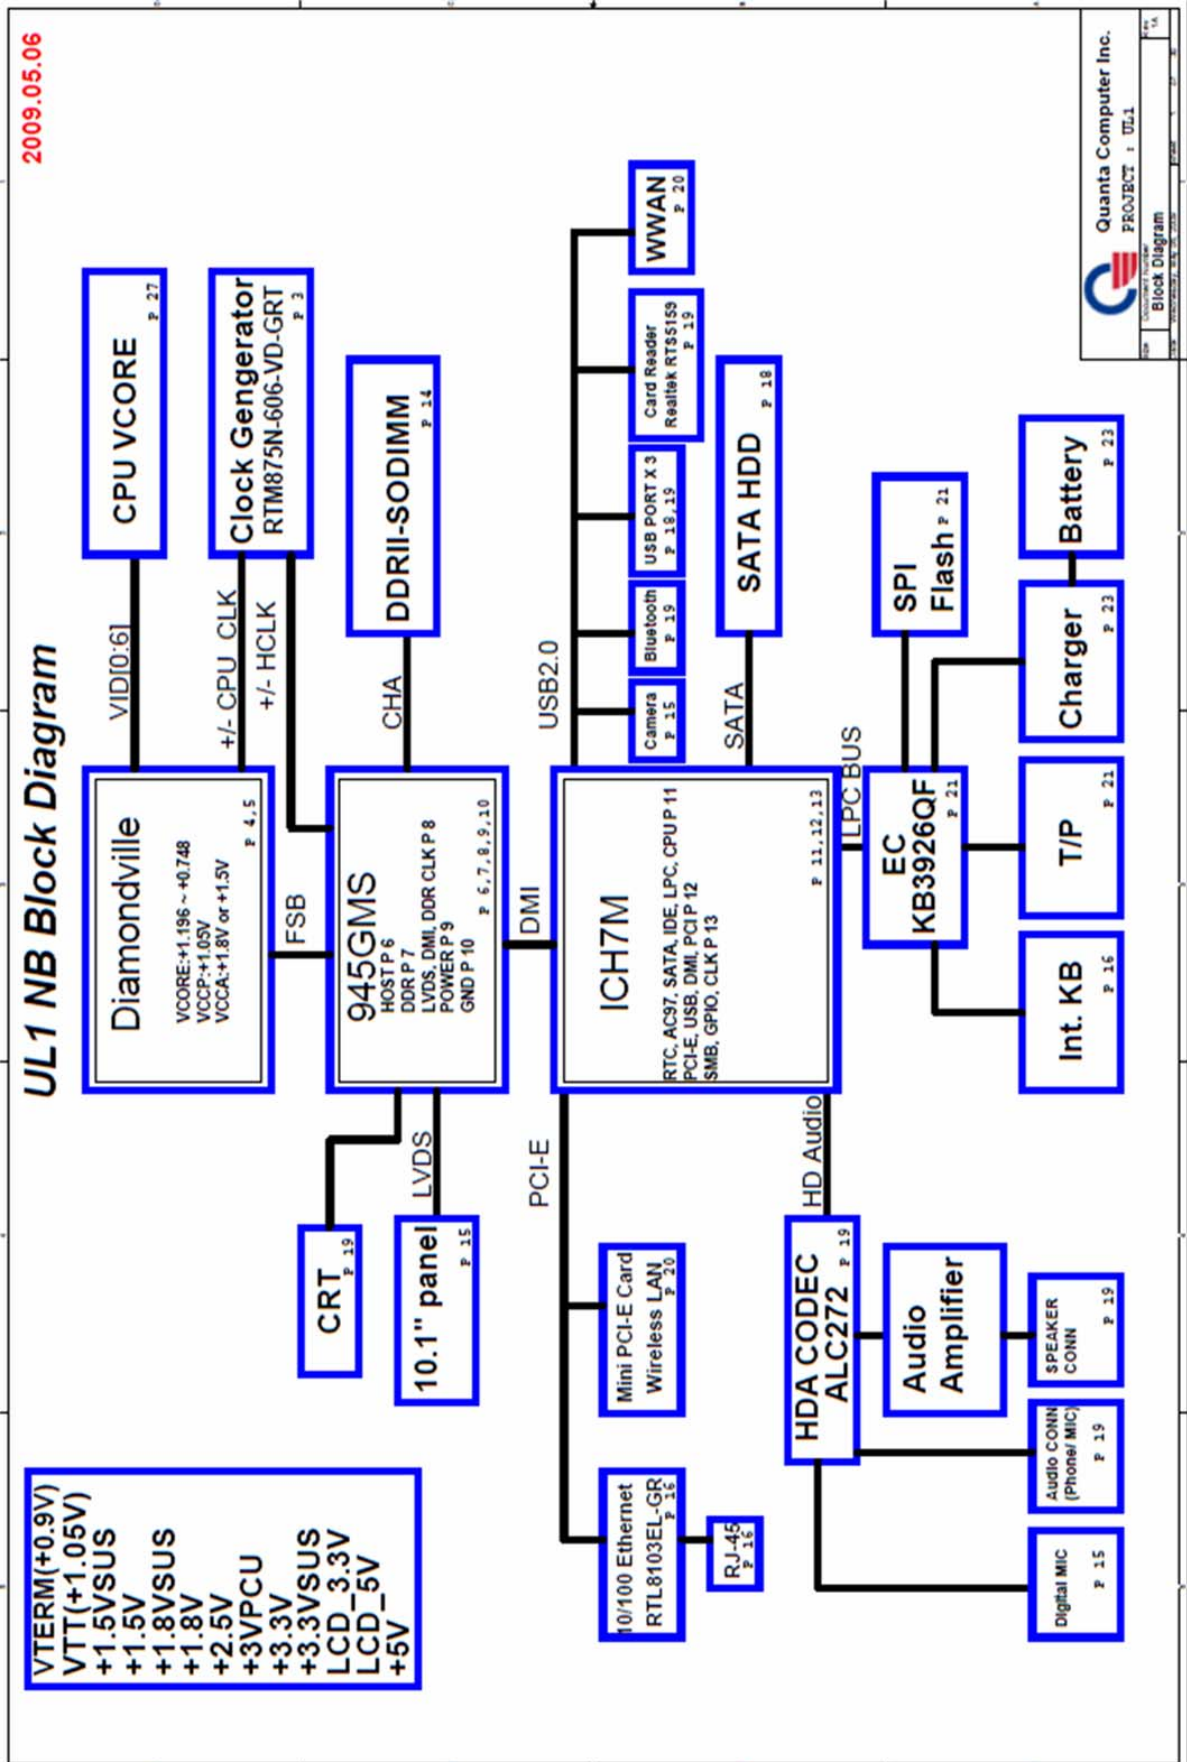 UL1 NB Block Diagram
2009.05.06
VTERM(+0.9V)
VTT(+1.05V)
+1.5VSUS
+1.5V
+1.8VSUS
+1.8V
+2.5V
+3VPCU
+3.3V
+3.3VSUS
LCD_3.3V
LCD_5V
+5V
Diamondville
VCORE:+1.196 ~ +0.748
VCCP:+1.05V
VCCA:+1.8V or +1.5V
P 4,5
VID[0:6]
CPU VCORE
P 27
+/- CPU CLK
+/- HCLK
Clock Gengerator
RTM875N-606-VD-GRT
P 3
FSB
CRT
P 19
LVDS
10.1" panel
P 15
945GMS
HOST P 6
DDR P 7
LVDS, DMI, DDR CLK P 8
POWER P 9
GND P 10
P 6,7,8,9,10
CHA
DDRII-SODIMM
P 14
DMI
PCI-E
USB2.0
10/100 Ethernet
RTL8103EL-GR
P 16
RJ-45
P 16
Mini PCI-E Card
Wireless LAN
P 20
ICH7M
RTC, AC97, SATA, IDE, LPC, CPU P 11
PCI-E, USB, DMI, PCI P 12
SMB, GPIO, CLK P 13
P 11,12,13
Camera
P 15
Bluetooth
P 19
USB PORT X 3
P 18,19
Card Reader
Realtek RTS5159
P 19
WWAN
P 20
SATA
SATA HDD
P 18
HD Audio
LPC BUS
HDA CODEC
ALC272
P 19
Audio
Amplifier
EC
KB3926QF
P 21
SPI
Flash P 21
Digital MIC
P 15
Audio CONN
(Phone/ MIC)
P 19
SPEAKER
CONN
P 19
Int. KB
P 16
T/P
P 21
Charger
P 23
Battery
P 23
Quanta Computer Inc.
PROJECT : UL1
Size
Document Number
Block Diagram
Rev
1A